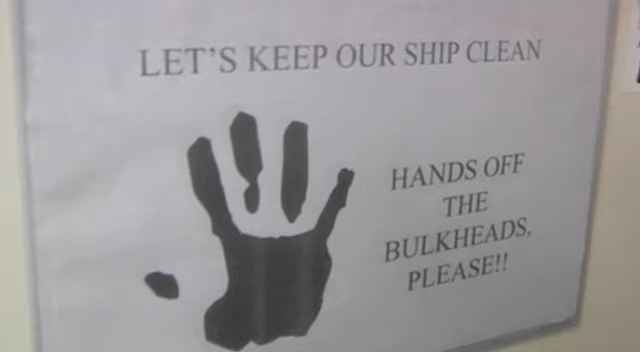 LET'S KEEP OUR SHIP CLEAN
HANDS OFF
THE
BULKHEADS,
PLEASE!!